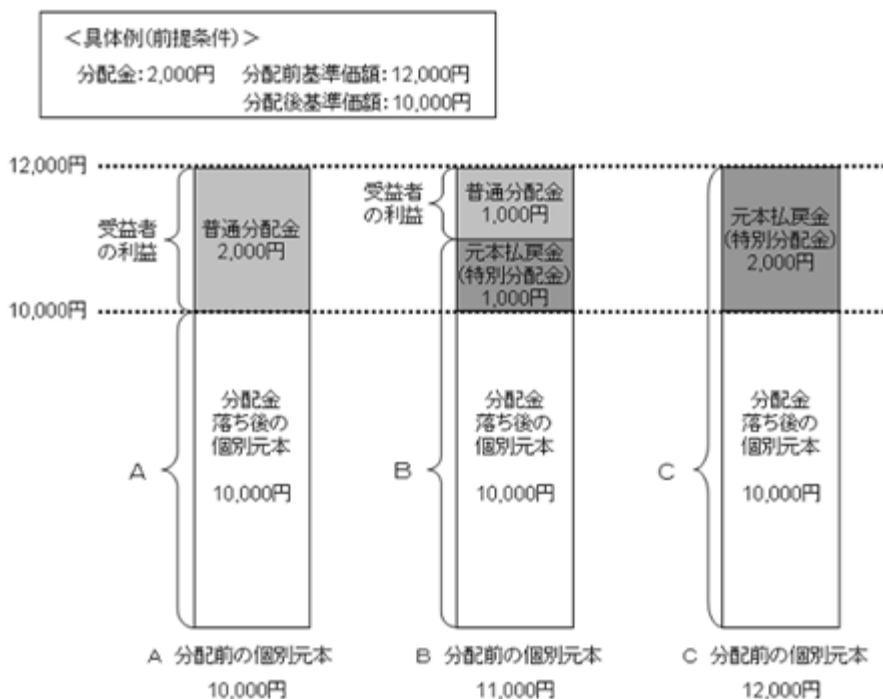 ＜具体例(前提条件)＞
分配金：2,000円　分配前基準価額：12,000円
分配後基準価額：10,000円
12,000円
受益者
の利益
普通分配金
2,000円
受益者
の利益
普通分配金
1,000円
元本払戻金
(特別分配金)
1,000円
元本払戻金
(特別分配金)
2,000円
10,000円
A
分配金
落ち後の
個別元本
10,000円
B
分配金
落ち後の
個別元本
10,000円
C
分配金
落ち後の
個別元本
10,000円
A 分配前の個別元本
10,000円
B 分配前の個別元本
11,000円
C 分配前の個別元本
12,000円